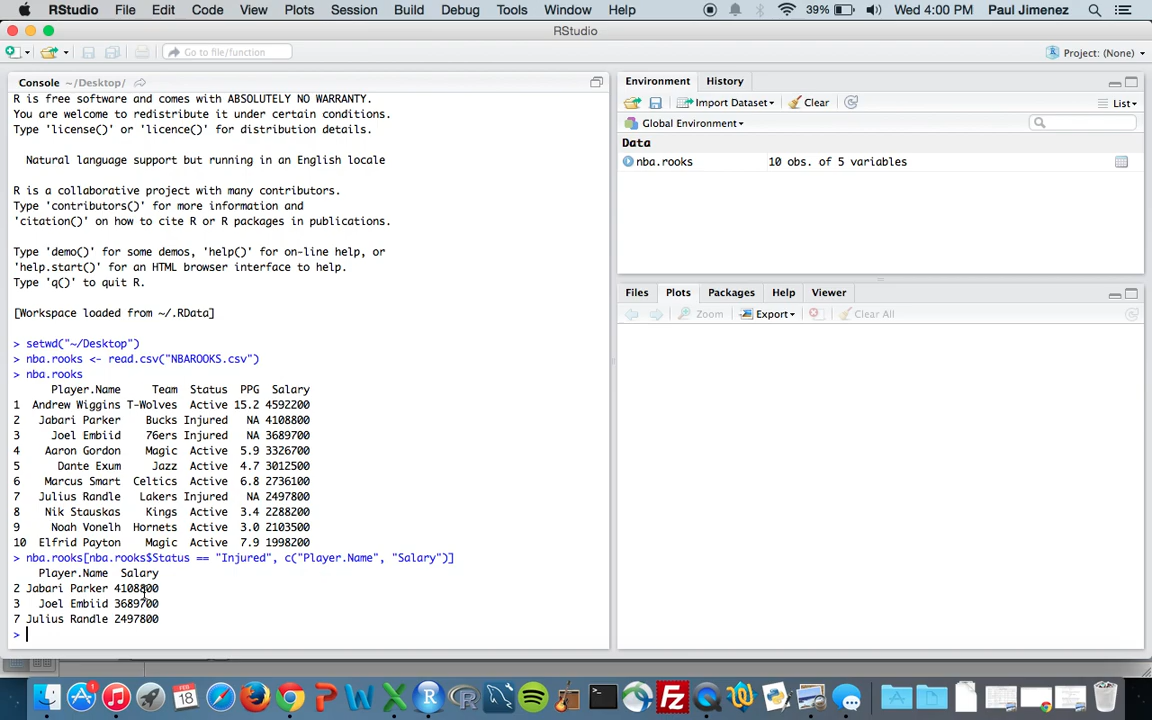 RStudio File Edit Code View Plots Session Build Debug Tools Window Help 39% Wed 4:00 PM Paul Jimenez
RStudio
Go to file/function Project: (None)
Console ~/Desktop/
R is free software and comes with ABSOLUTELY NO WARRANTY.
You are welcome to redistribute it under certain conditions.
Type 'license()' or 'licence()' for distribution details.
Natural language support but running in an English locale
R is a collaborative project with many contributors.
Type 'contributors()' for more information and
'citation()' on how to cite R or R packages in publications.
Type 'demo()' for some demos, 'help()' for on-line help, or
'help.start()' for an HTML browser interface to help.
Type 'q()' to quit R.
[Workspace loaded from ~/.RData]
> setwd("~/Desktop")
> nba.rooks <- read.csv("NBAROOKS.csv")
> nba.rooks
Player.Name Team Status PPG Salary
1 Andrew Wiggins T-Wolves Active 15.2 4592200
2 Jabari Parker Bucks Injured NA 4108800
3 Joel Embiid 76ers Injured NA 3689700
4 Aaron Gordon Magic Active 5.9 3326700
5 Dante Exum Jazz Active 4.7 3012500
6 Marcus Smart Celtics Active 6.8 2736100
7 Julius Randle Lakers Injured NA 2497800
8 Nik Stauskas Kings Active 3.4 2288200
9 Noah Vonelh Hornets Active 3.0 2103500
10 Elfrid Payton Magic Active 7.9 1998200
> nba.rooks[nba.rooks$Status == "Injured", c("Player.Name", "Salary")]
Player.Name Salary
2 Jabari Parker 4108800
3 Joel Embiid 3689700
7 Julius Randle 2497800
>
Environment History
Import Dataset Clear List
Global Environment
Data
nba.rooks 10 obs. of 5 variables
Files Plots Packages Help Viewer
Zoom Export Clear All
1
FEB
18